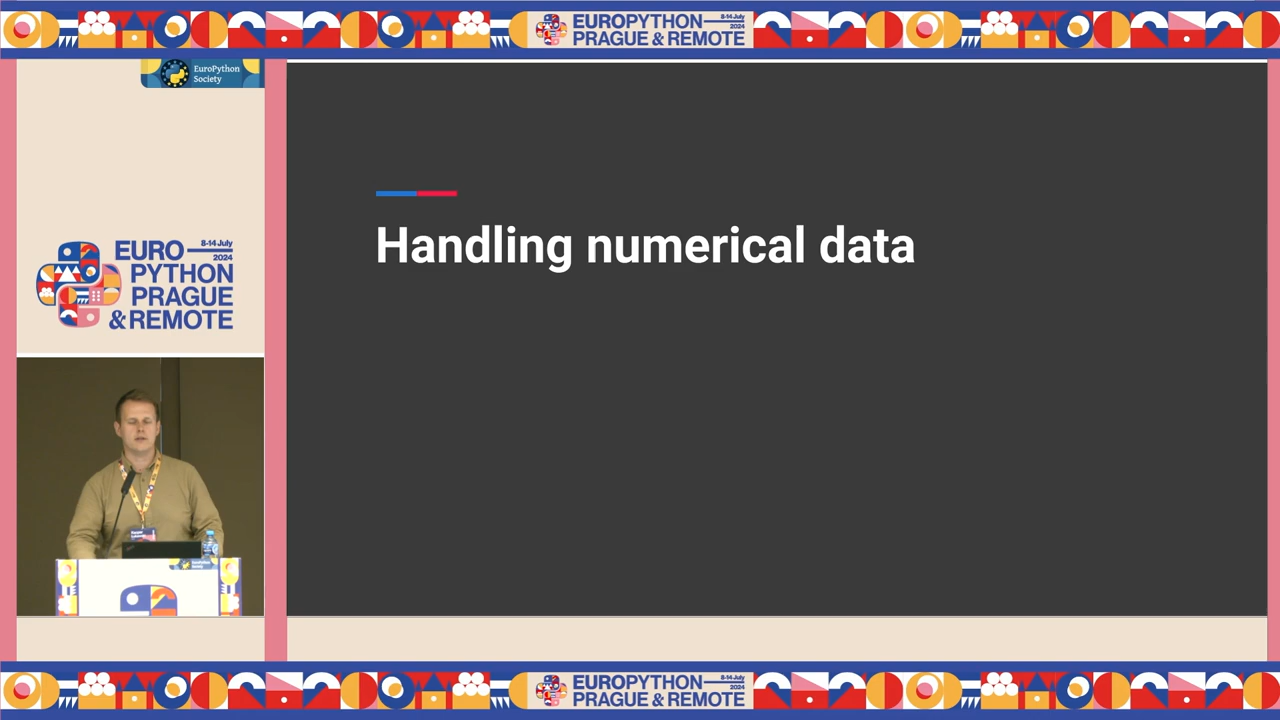 EUROPYTHON
8-14 July
2024
PRAGUE & REMOTE
EuroPython
Society
EURO
8-14 July
2024
PYTHON
PRAGUE
& REMOTE
Handling numerical data
EUROPYTHON
8-14 July
2024
PRAGUE & REMOTE